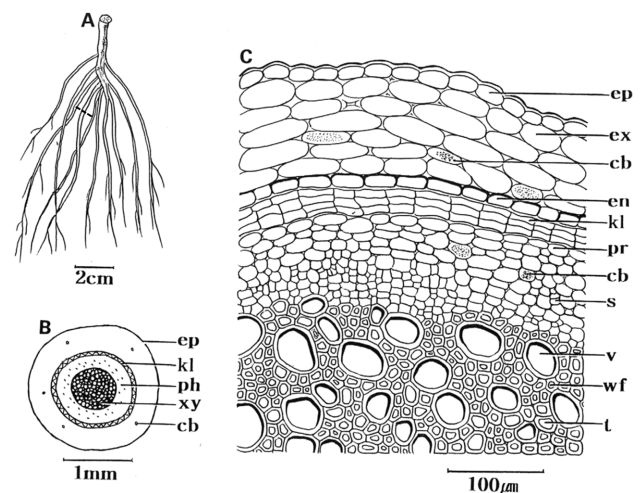 A
2cm
B
ep
kl
ph
xy
cb
1mm
C
ep
ex
cb
en
kl
pr
cb
s
v
wf
t
100μm